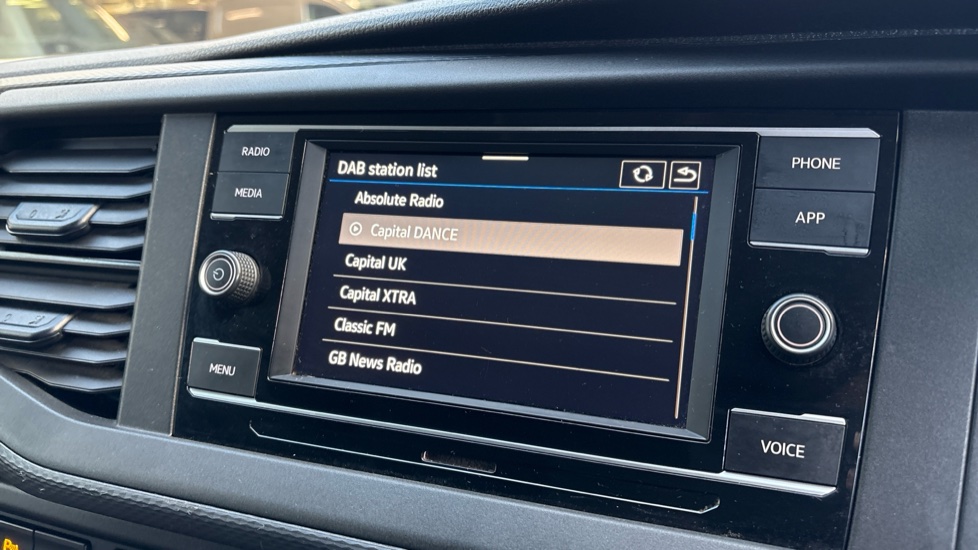 RADIO
MEDIA
MENU
DAB station list
Absolute Radio
Capital DANCE
Capital UK
Capital XTRA
Classic FM
GB News Radio
PHONE
APP
VOICE